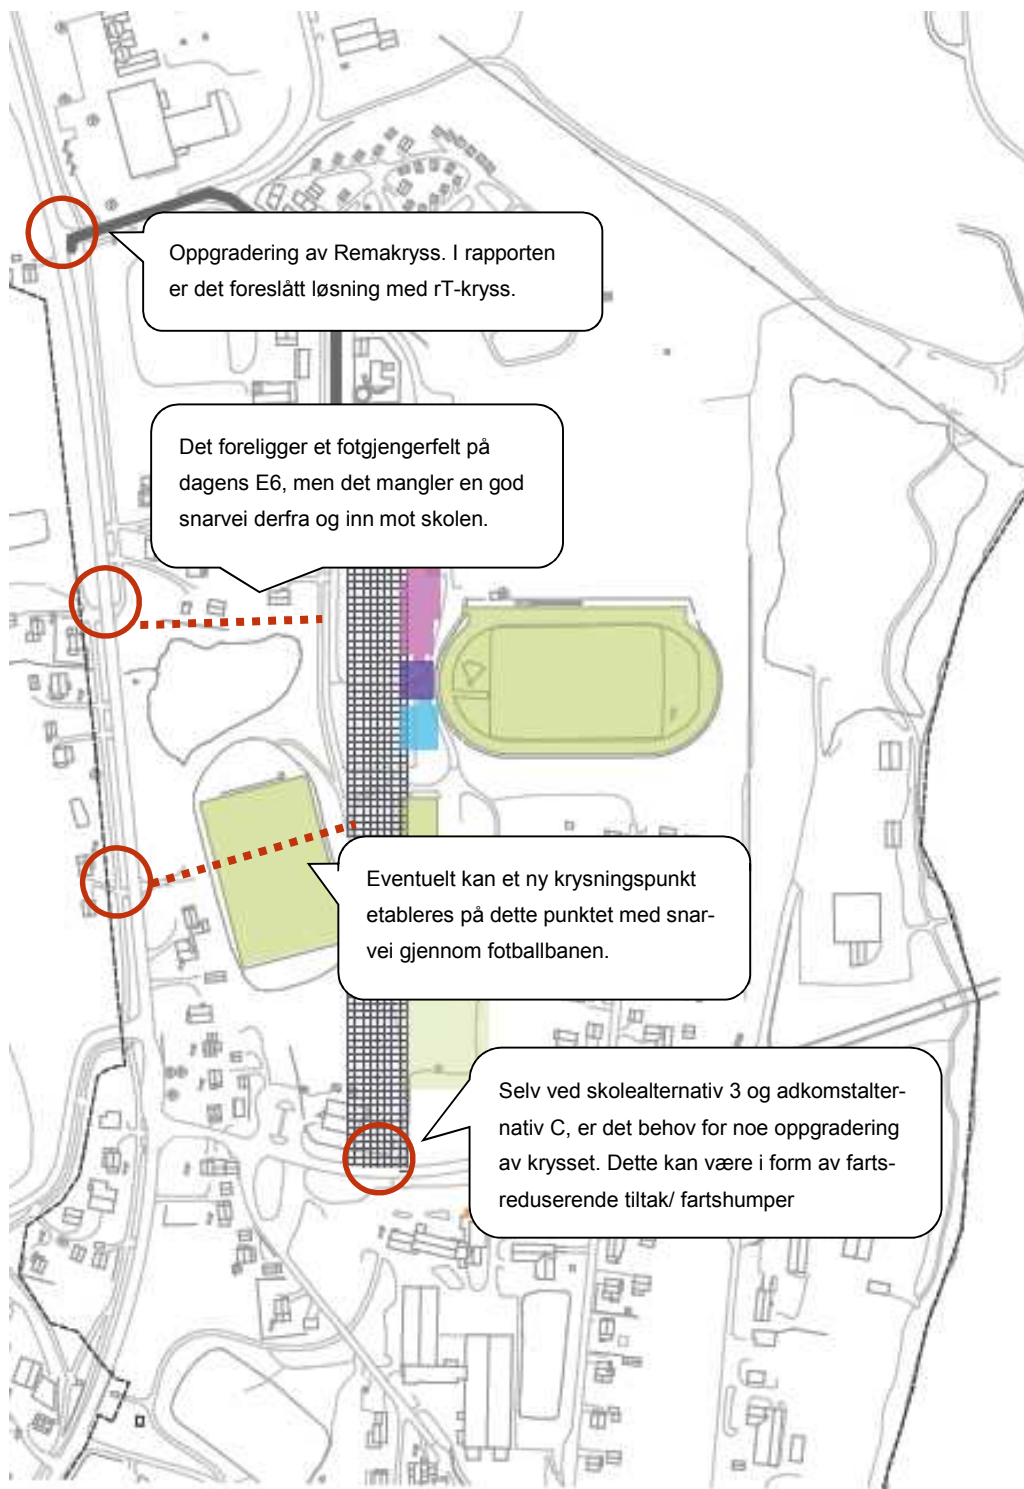 Oppgradering av Remakryss. I rapporten
er det foreslått løsning med rT-kryss.
Det foreligger et fotgjengerfelt på
dagens E6, men det mangler en god
snarvei derfra og inn mot skolen.
Eventuelt kan et ny krysningspunkt
etableres på dette punktet med snar-
vei gjennom fotballbanen.
Selv ved skolealternativ 3 og adkomstalter-
nativ C, er det behov for noe oppgradering
av krysset. Dette kan være i form av farts-
reduserende tiltak/ fartshumper